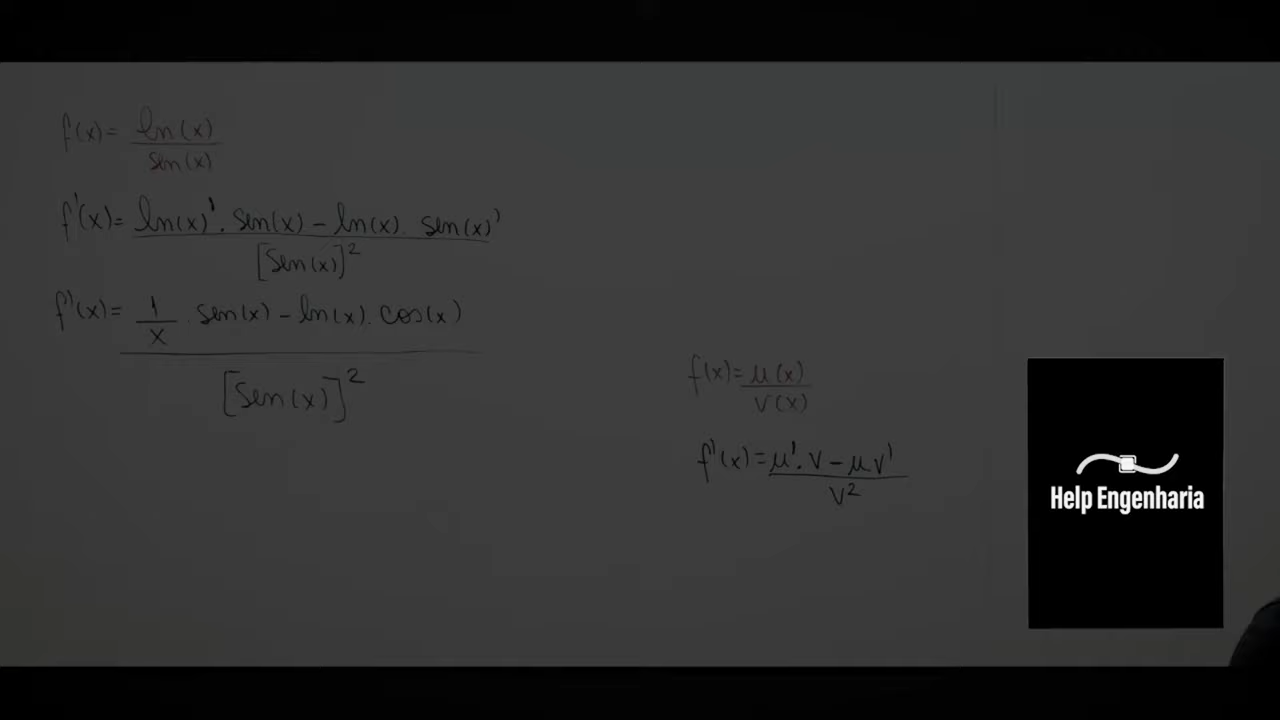 f(x)= ln(x) / sen(x)
f'(x)= ln(x)' . sen(x) - ln(x) . sen(x)' / [sen(x)]²
f'(x)= 1/x . sen(x) - ln(x) . cos(x) / [sen(x)]²
f(x)= μ(x) / v(x)
f'(x)= μ' . v - μ v' / v²
Help Engenharia